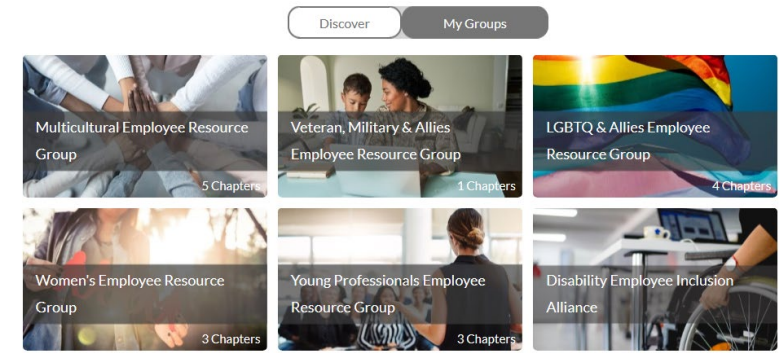 Discover
My Groups
Multicultural Employee Resource
Group
5 Chapters
Veteran, Military & Allies
Employee Resource Group
1 Chapters
LGBTQ & Allies Employee
Resource Group
4 Chapters
Women's Employee Resource
Group
3 Chapters
Young Professionals Employee
Resource Group
3 Chapters
Disability Employee Inclusion
Alliance